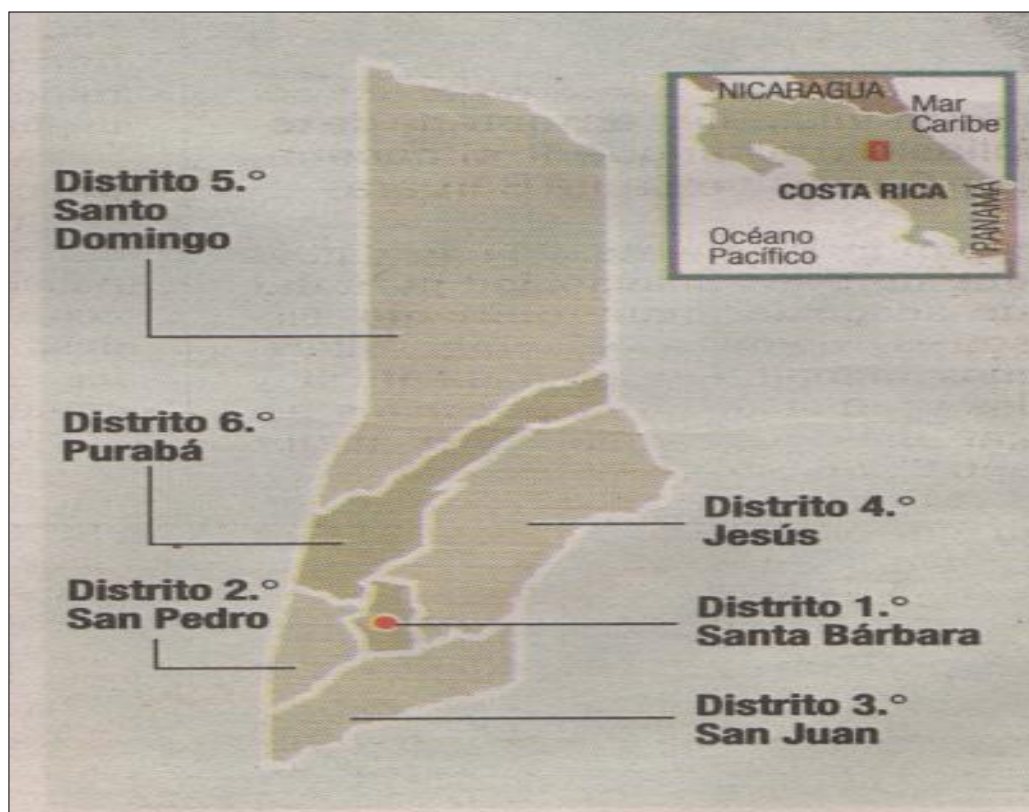 NICARAGUA
Mar
Caribe
COSTA RICA
PANAMÁ
Océano
Pacífico
Distrito 5.°
Santo
Domingo
Distrito 6.°
Purabá
Distrito 4.°
Jesús
Distrito 2.°
San Pedro
Distrito 1.°
Santa Bárbara
Distrito 3.°
San Juan